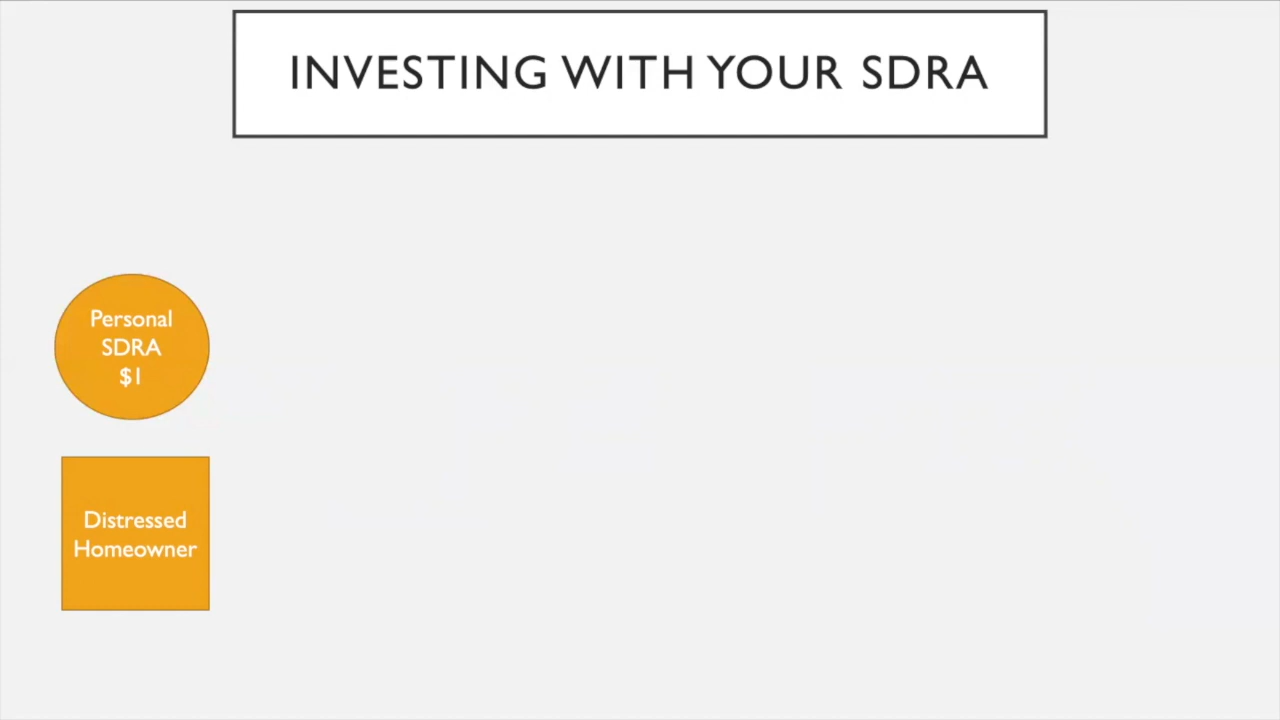 INVESTING WITH YOUR SDRA
Personal
SDRA
$1
Distressed
Homeowner